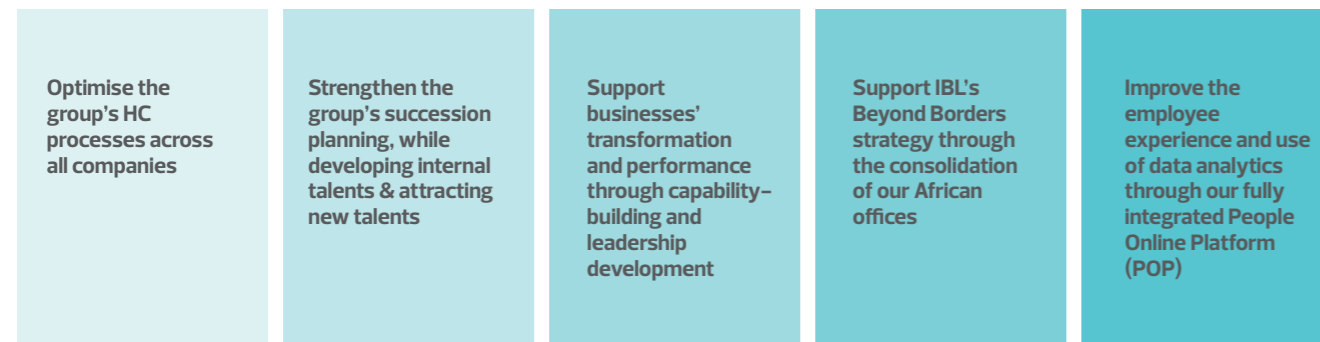 Optimise the
group's HC
processes across
all companies
Strengthen the
group's succession
planning, while
developing internal
talents & attracting
new talents
Support
businesses'
transformation
and performance
through capability-
building and
leadership
development
Support IBL's
Beyond Borders
strategy through
the consolidation
of our African
offices
Improve the
employee
experience and use
of data analytics
through our fully
integrated People
Online Platform
(POP)